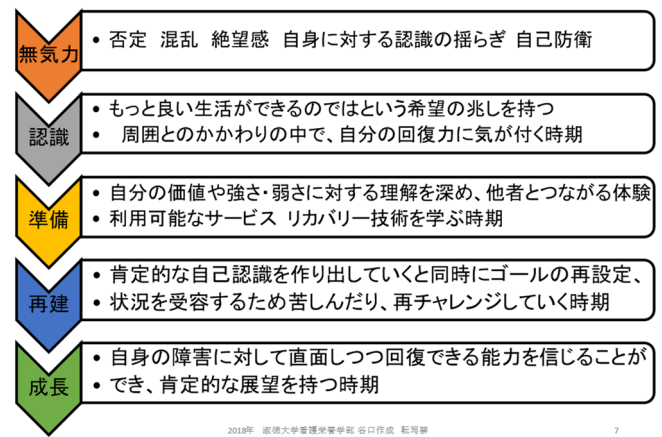 無気力
• 否定 混乱 絶望感 自身に対する認識の揺らぎ 自己防衛
認識
• もっと良い生活ができるのではという希望の兆しを持つ
• 周囲とのかかわりの中で、自分の回復力に気が付く時期
準備
• 自分の価値や強さ・弱さに対する理解を深め、他者とつながる体験
• 利用可能なサービス リカバリー技術を学ぶ時期
再建
• 肯定的な自己認識を作り出していくと同時にゴールの再設定、
• 状況を受容するため苦しんだり、再チャレンジしていく時期
成長
• 自身の障害に対して直面しつつ回復できる能力を信じることが
• でき、肯定的な展望を持つ時期
2018年 淑徳大学看護栄養学部 谷口作成 転写禁
7